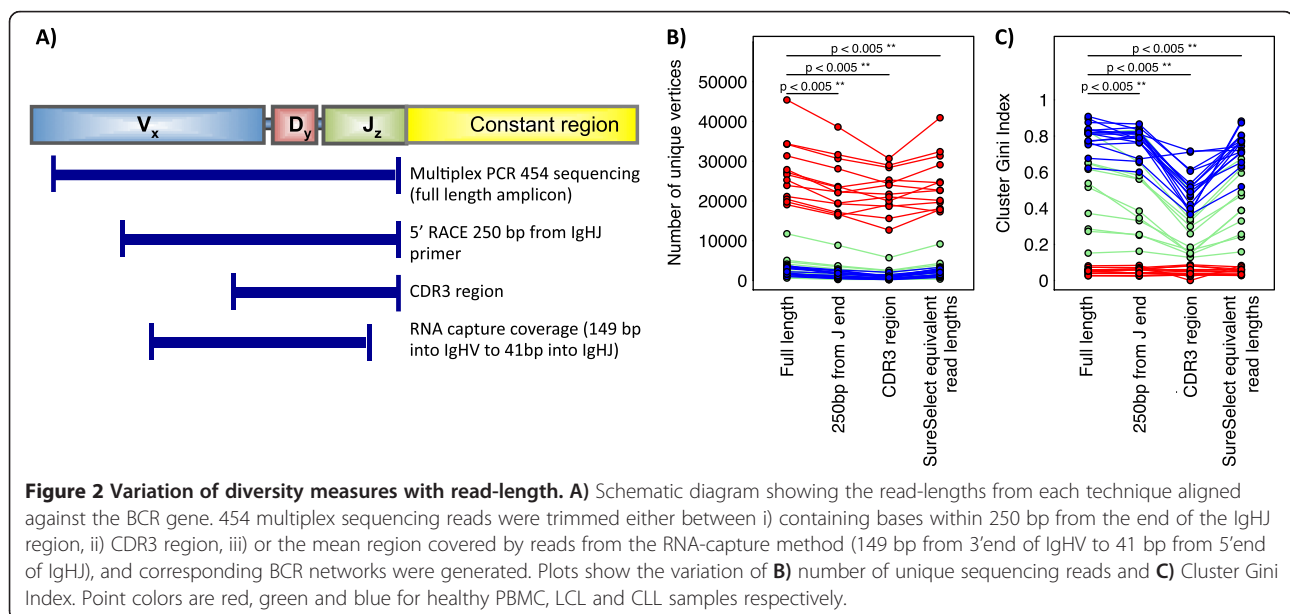 A)
V_x
D_y
J_z
Constant region
Multiplex PCR 454 sequencing
(full length amplicon)
5’ RACE 250 bp from IgHJ
primer
CDR3 region
RNA capture coverage (149 bp
into IgHV to 41bp into IgHJ)
B)
p < 0.005 **
p < 0.005 **
p < 0.005 **
Number of unique vertices
50000
40000
30000
20000
10000
0
Full length
250bp from J end
CDR3 region
SureSelect equivalent
read lengths
C)
p < 0.005 **
p < 0.005 **
p < 0.005 **
Cluster Gini Index
1
0.8
0.6
0.4
0.2
0
Full length
250bp from J end
CDR3 region
SureSelect equivalent
read lengths
Figure 2 Variation of diversity measures with read-length. A) Schematic diagram showing the read-lengths from each technique aligned
against the BCR gene. 454 multiplex sequencing reads were trimmed either between i) containing bases within 250 bp from the end of the IgHJ
region, ii) CDR3 region, iii) or the mean region covered by reads from the RNA-capture method (149 bp from 3’end of IgHV to 41 bp from 5’end
of IgHJ), and corresponding BCR networks were generated. Plots show the variation of B) number of unique sequencing reads and C) Cluster Gini
Index. Point colors are red, green and blue for healthy PBMC, LCL and CLL samples respectively.